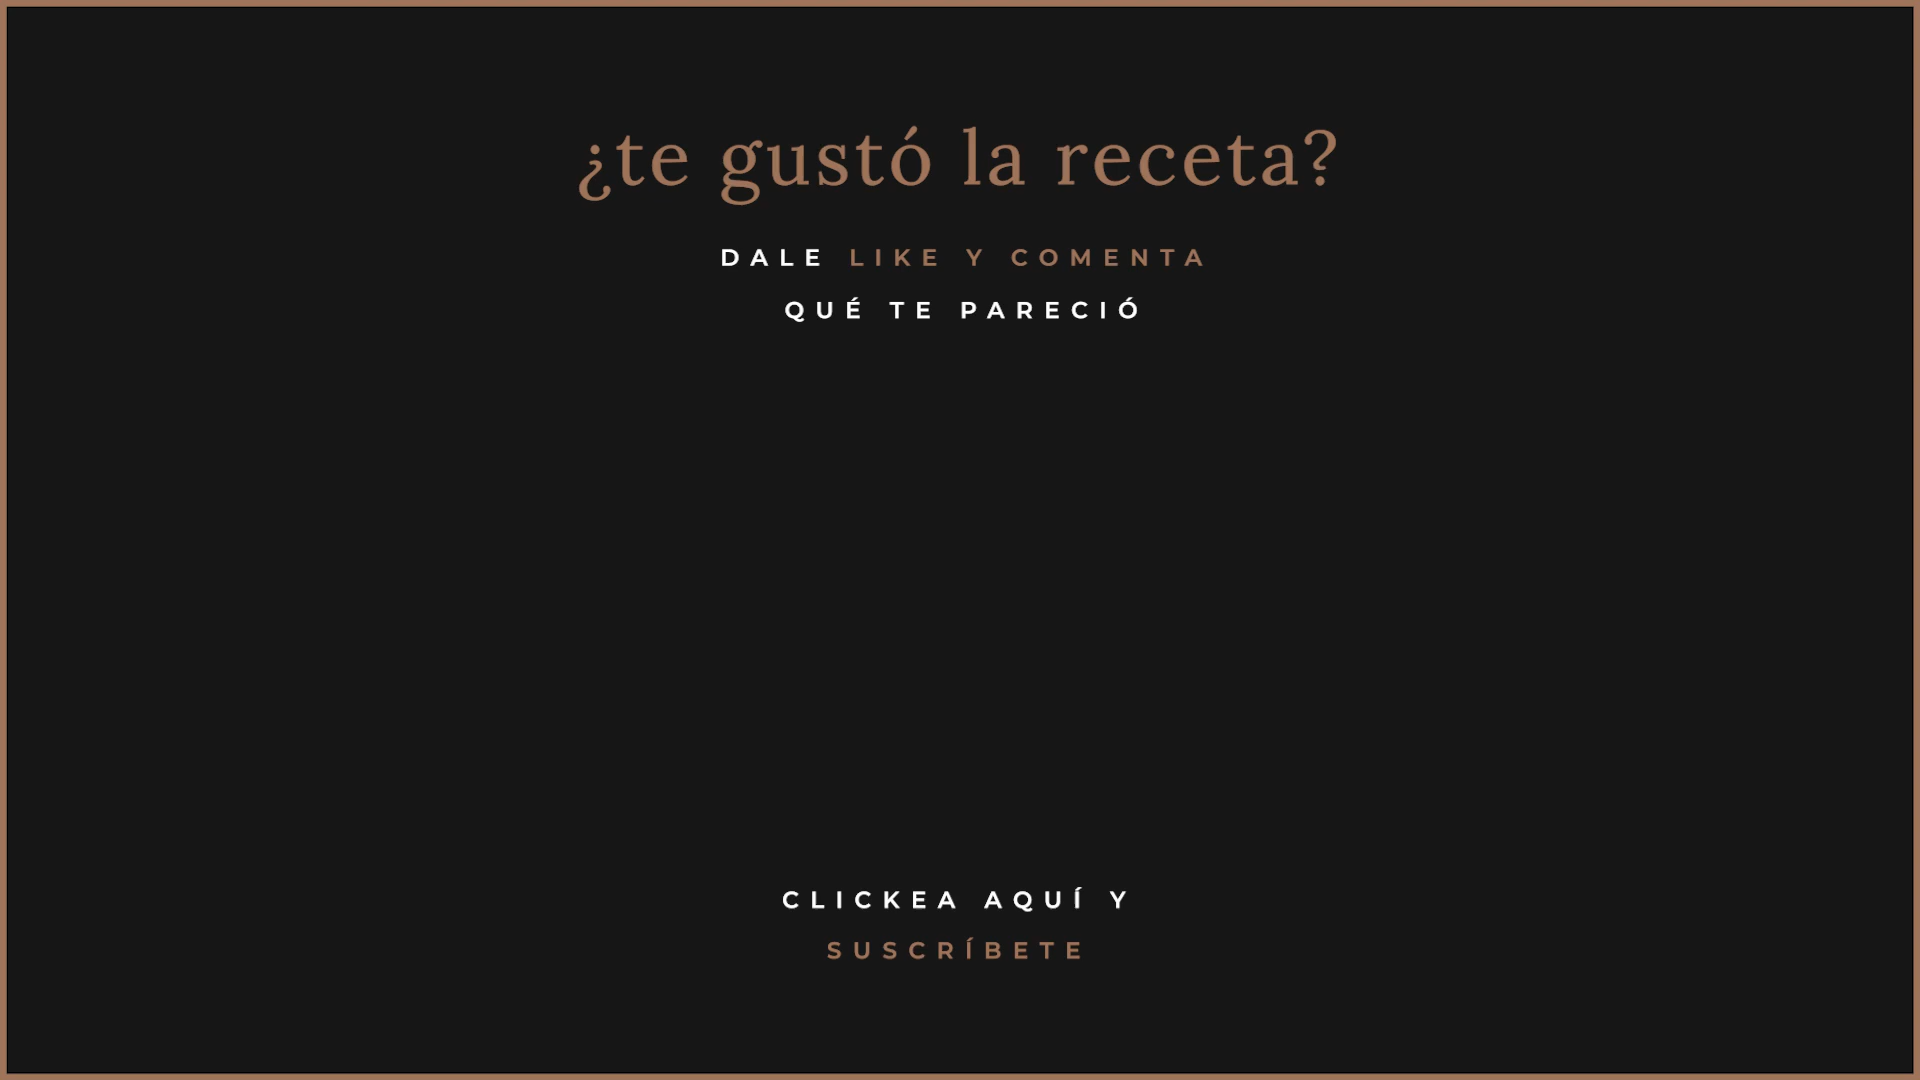 ¿te gustó la receta?
DALE LIKE Y COMENTA
QUÉ TE PARECIÓ
CLICKEA AQUÍ Y
SUSCRÍBETE